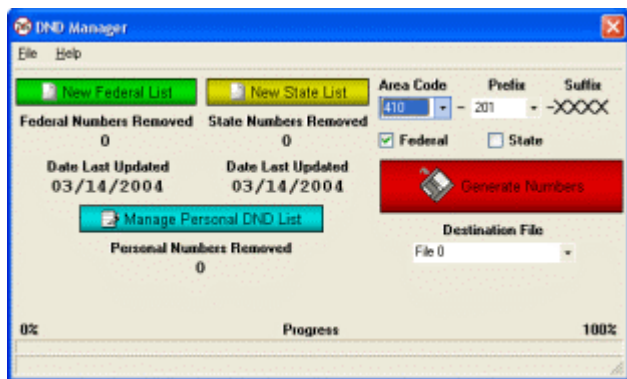 DND Manager
File Help
New Federal List
New State List
Area Code Prefix Suffix
410 - 201 -XXXX
Federal Numbers Removed
0
State Numbers Removed
0
Federal State
Date Last Updated
03/14/2004
Date Last Updated
03/14/2004
Generate Numbers
Manage Personal DND List
Personal Numbers Removed
0
Destination File
File 0
0% Progress 100%